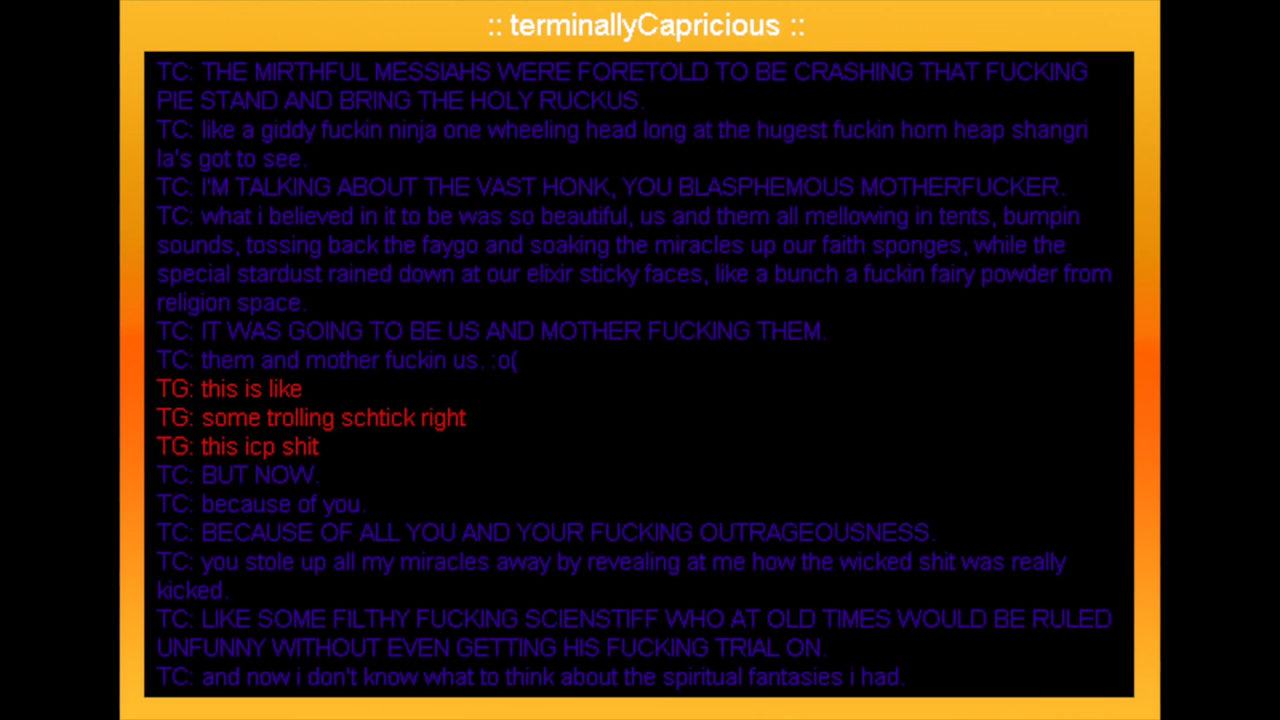 :: terminallyCapricious ::
TC: THE MIRTHFUL MESSIAHS WERE FORETOLD TO BE CRASHING THAT FUCKING
PIE STAND AND BRING THE HOLY RUCKUS.
TC: like a giddy fuckin ninja one wheeling head long at the hugest fuckin horn heap shangri
la's got to see.
TC: I'M TALKING ABOUT THE VAST HONK, YOU BLASPHEMOUS MOTHERFUCKER.
TC: what i believed in it to be was so beautiful, us and them all mellowing in tents, bumpin
sounds, tossing back the faygo and soaking the miracles up our faith sponges, while the
special stardust rained down at our elixir sticky faces, like a bunch a fuckin fairy powder from
religion space.
TC: IT WAS GOING TO BE US AND MOTHER FUCKING THEM.
TC: them and mother fuckin us. :o(
TG: this is like
TG: some trolling schtick right
TG: this icp shit
TC: BUT NOW.
TC: because of you.
TC: BECAUSE OF ALL YOU AND YOUR FUCKING OUTRAGEOUSNESS.
TC: you stole up all my miracles away by revealing at me how the wicked shit was really
kicked.
TC: LIKE SOME FILTHY FUCKING SCIENSTIFF WHO AT OLD TIMES WOULD BE RULED
UNFUNNY WITHOUT EVEN GETTING HIS FUCKING TRIAL ON.
TC: and now i don't know what to think about the spiritual fantasies i had.